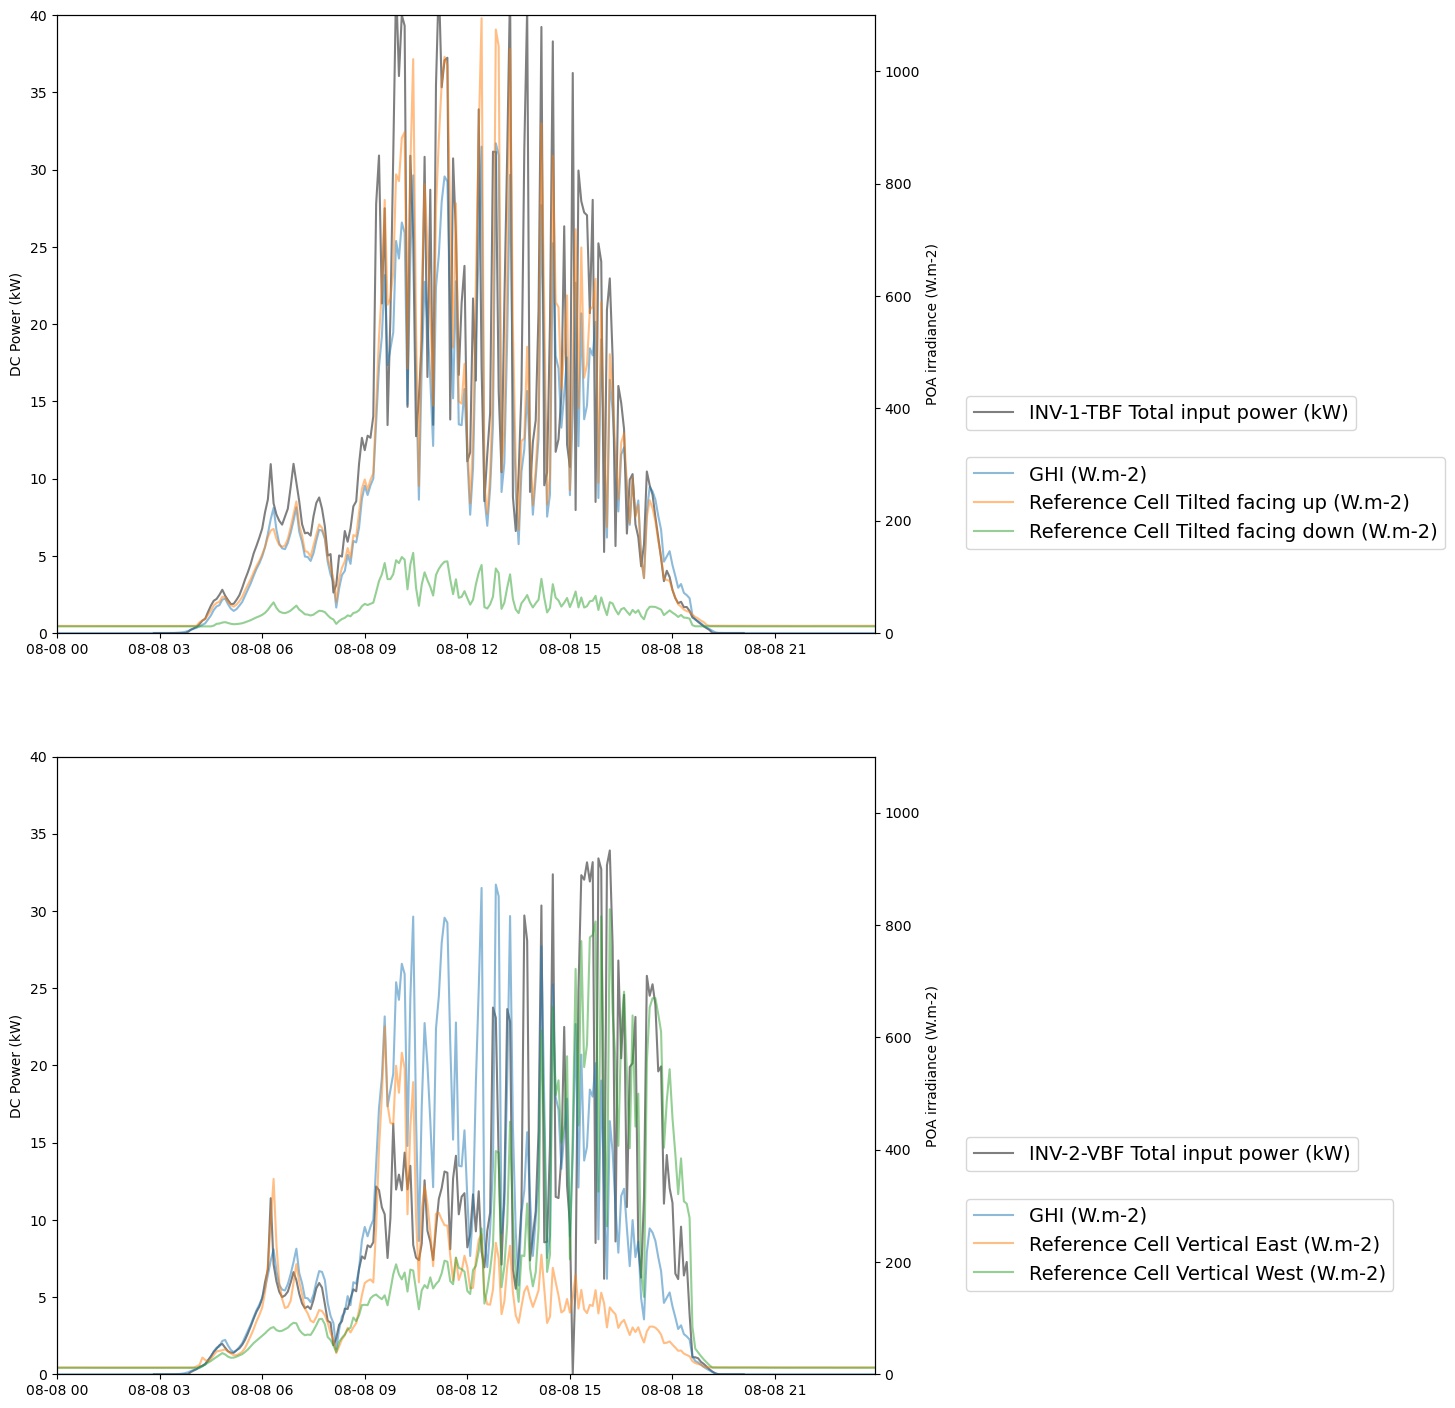 40
35
30
25
20
15
10
5
0
DC Power (kW)
1000
800
600
400
200
0
POA irradiance (W.m-2)
08-08 00 08-08 03 08-08 06 08-08 09 08-08 12 08-08 15 08-08 18 08-08 21
INV-1-TBF Total input power (kW)
GHI (W.m-2)
Reference Cell Tilted facing up (W.m-2)
Reference Cell Tilted facing down (W.m-2)
40
35
30
25
20
15
10
5
0
DC Power (kW)
1000
800
600
400
200
0
POA irradiance (W.m-2)
08-08 00 08-08 03 08-08 06 08-08 09 08-08 12 08-08 15 08-08 18 08-08 21
INV-2-VBF Total input power (kW)
GHI (W.m-2)
Reference Cell Vertical East (W.m-2)
Reference Cell Vertical West (W.m-2)